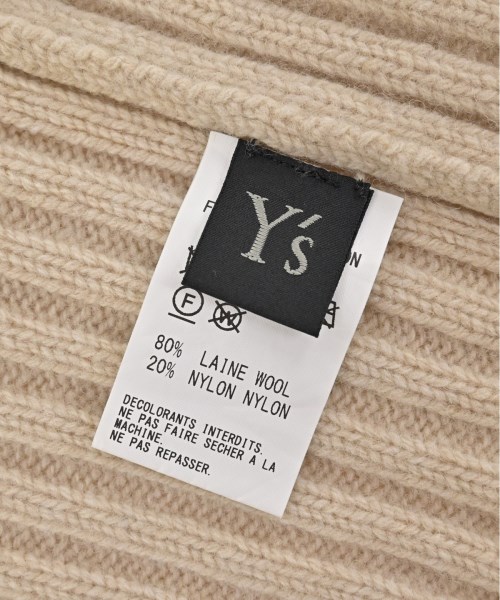 Y's
F
W
80% LAINE WOOL
20% NYLON NYLON
DECOLORANTS INTERDITS.
NE PAS FAIRE SECHER A LA
MACHINE.
NE PAS REPASSER.